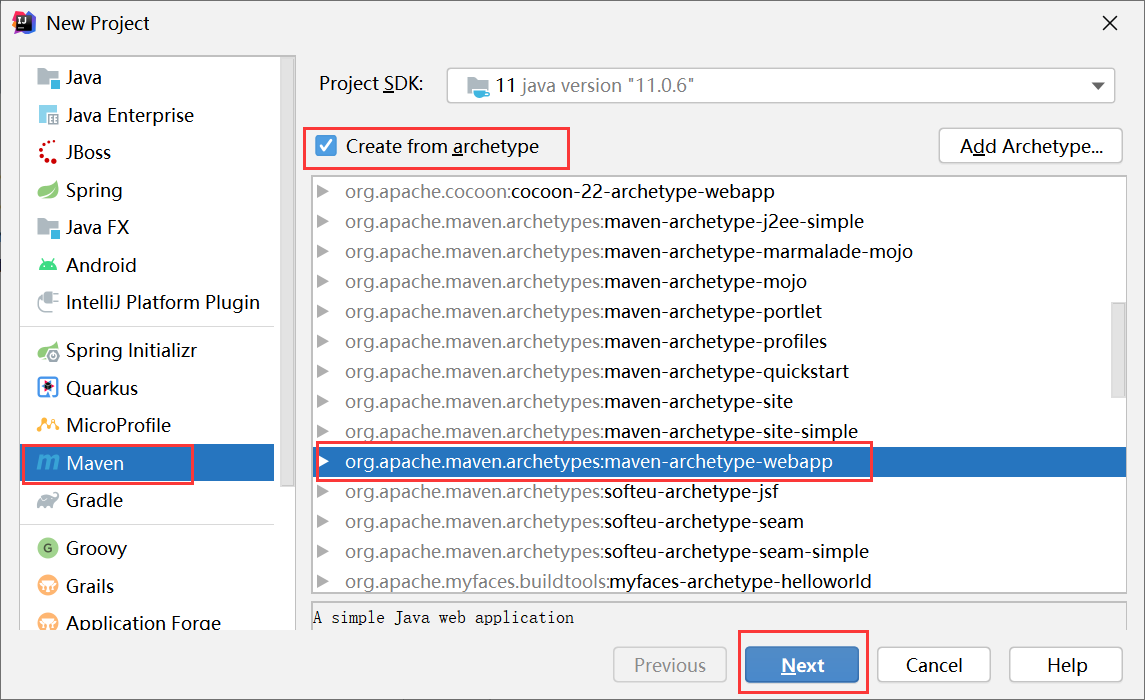 New Project
Java
Java Enterprise
JBoss
Spring
Java FX
Android
IntelliJ Platform Plugin
Spring Initializr
Quarkus
MicroProfile
Maven
Gradle
Groovy
Grails
Application Forge
Project SDK:
11 java version "11.0.6"
Create from archetype
Add Archetype...
org.apache.cocoon:cocoon-22-archetype-webapp
org.apache.maven.archetypes:maven-archetype-j2ee-simple
org.apache.maven.archetypes:maven-archetype-marmalade-mojo
org.apache.maven.archetypes:maven-archetype-mojo
org.apache.maven.archetypes:maven-archetype-portlet
org.apache.maven.archetypes:maven-archetype-profiles
org.apache.maven.archetypes:maven-archetype-quickstart
org.apache.maven.archetypes:maven-archetype-site
org.apache.maven.archetypes:maven-archetype-site-simple
org.apache.maven.archetypes:maven-archetype-webapp
org.apache.maven.archetypes:softeu-archetype-jsf
org.apache.maven.archetypes:softeu-archetype-seam
org.apache.maven.archetypes:softeu-archetype-seam-simple
org.apache.myfaces.buildtools:myfaces-archetype-helloworld
A simple Java web application
Previous
Next
Cancel
Help